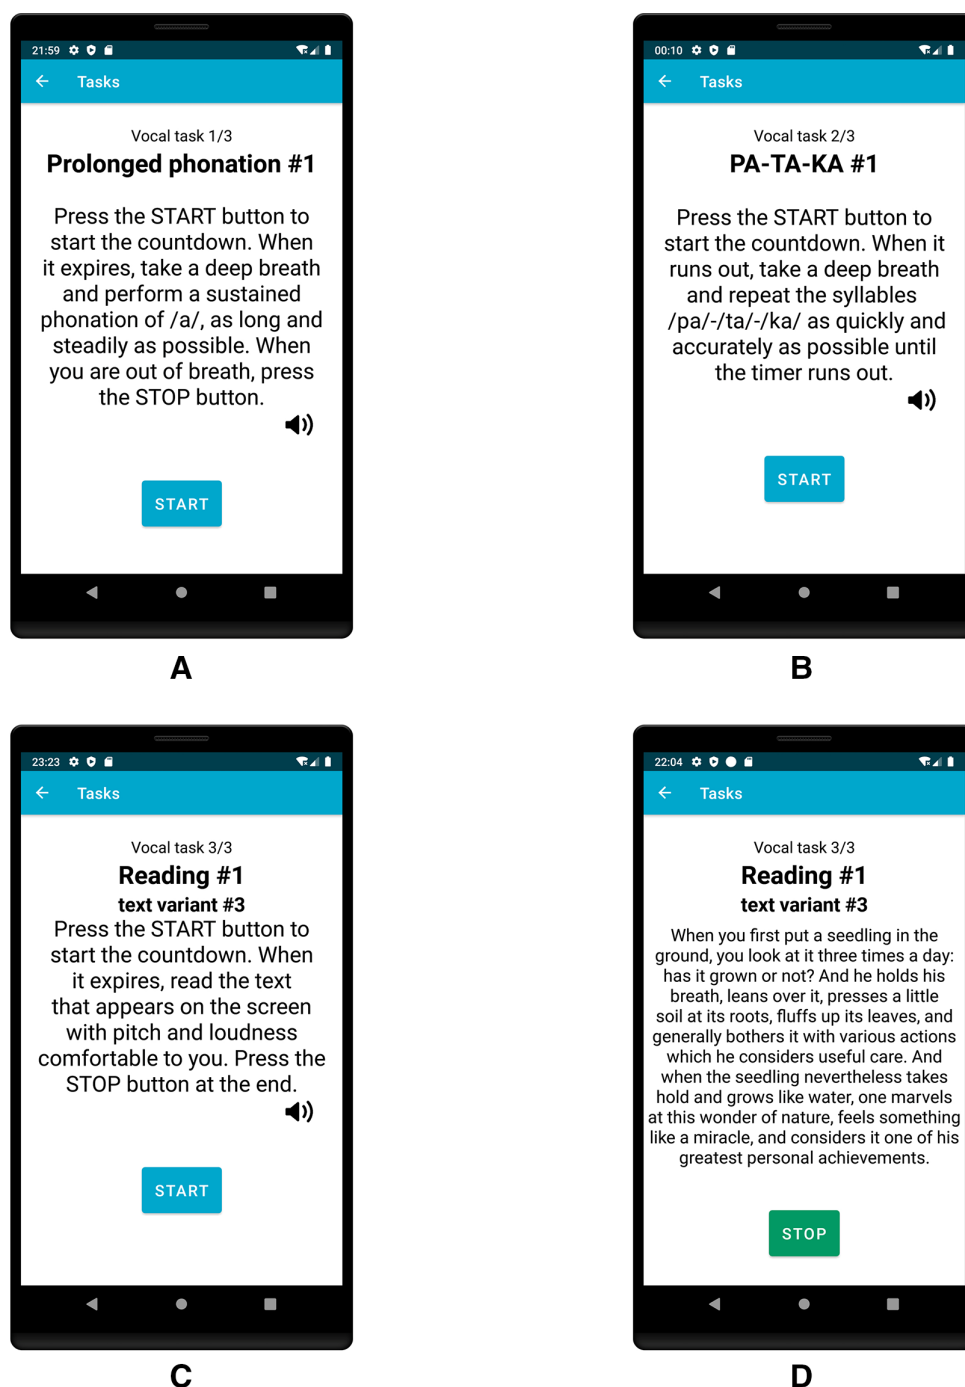 21:59
Tasks
Vocal task 1/3
Prolonged phonation #1
Press the START button to
start the countdown. When
it expires, take a deep breath
and perform a sustained
phonation of /a/, as long and
steadily as possible. When
you are out of breath, press
the STOP button.
START
A
00:10
Tasks
Vocal task 2/3
PA-TA-KA #1
Press the START button to
start the countdown. When it
runs out, take a deep breath
and repeat the syllables
/pa/-/ta/-/ka/ as quickly and
accurately as possible until
the timer runs out.
START
B
23:23
Tasks
Vocal task 3/3
Reading #1
text variant #3
Press the START button to
start the countdown. When
it expires, read the text
that appears on the screen
with pitch and loudness
comfortable to you. Press the
STOP button at the end.
START
C
22:04
Tasks
Vocal task 3/3
Reading #1
text variant #3
When you first put a seedling in the
ground, you look at it three times a day:
has it grown or not? And he holds his
breath, leans over it, presses a little
soil at its roots, fluffs up its leaves, and
generally bothers it with various actions
which he considers useful care. And
when the seedling nevertheless takes
hold and grows like water, one marvels
at this wonder of nature, feels something
like a miracle, and considers it one of his
greatest personal achievements.
STOP
D